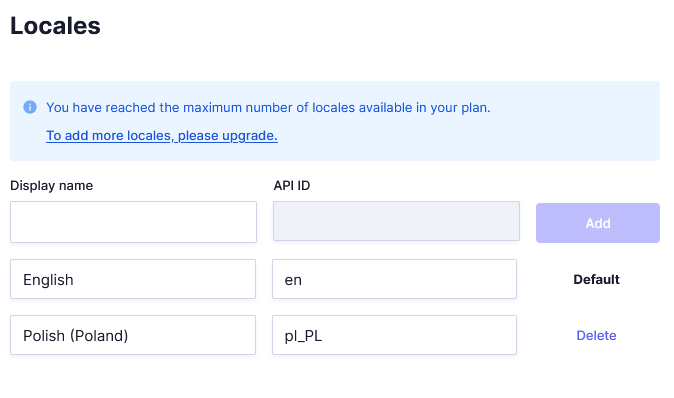 Locales
You have reached the maximum number of locales available in your plan.
To add more locales, please upgrade.
Display name API ID
Add
English en Default
Polish (Poland) pl_PL Delete